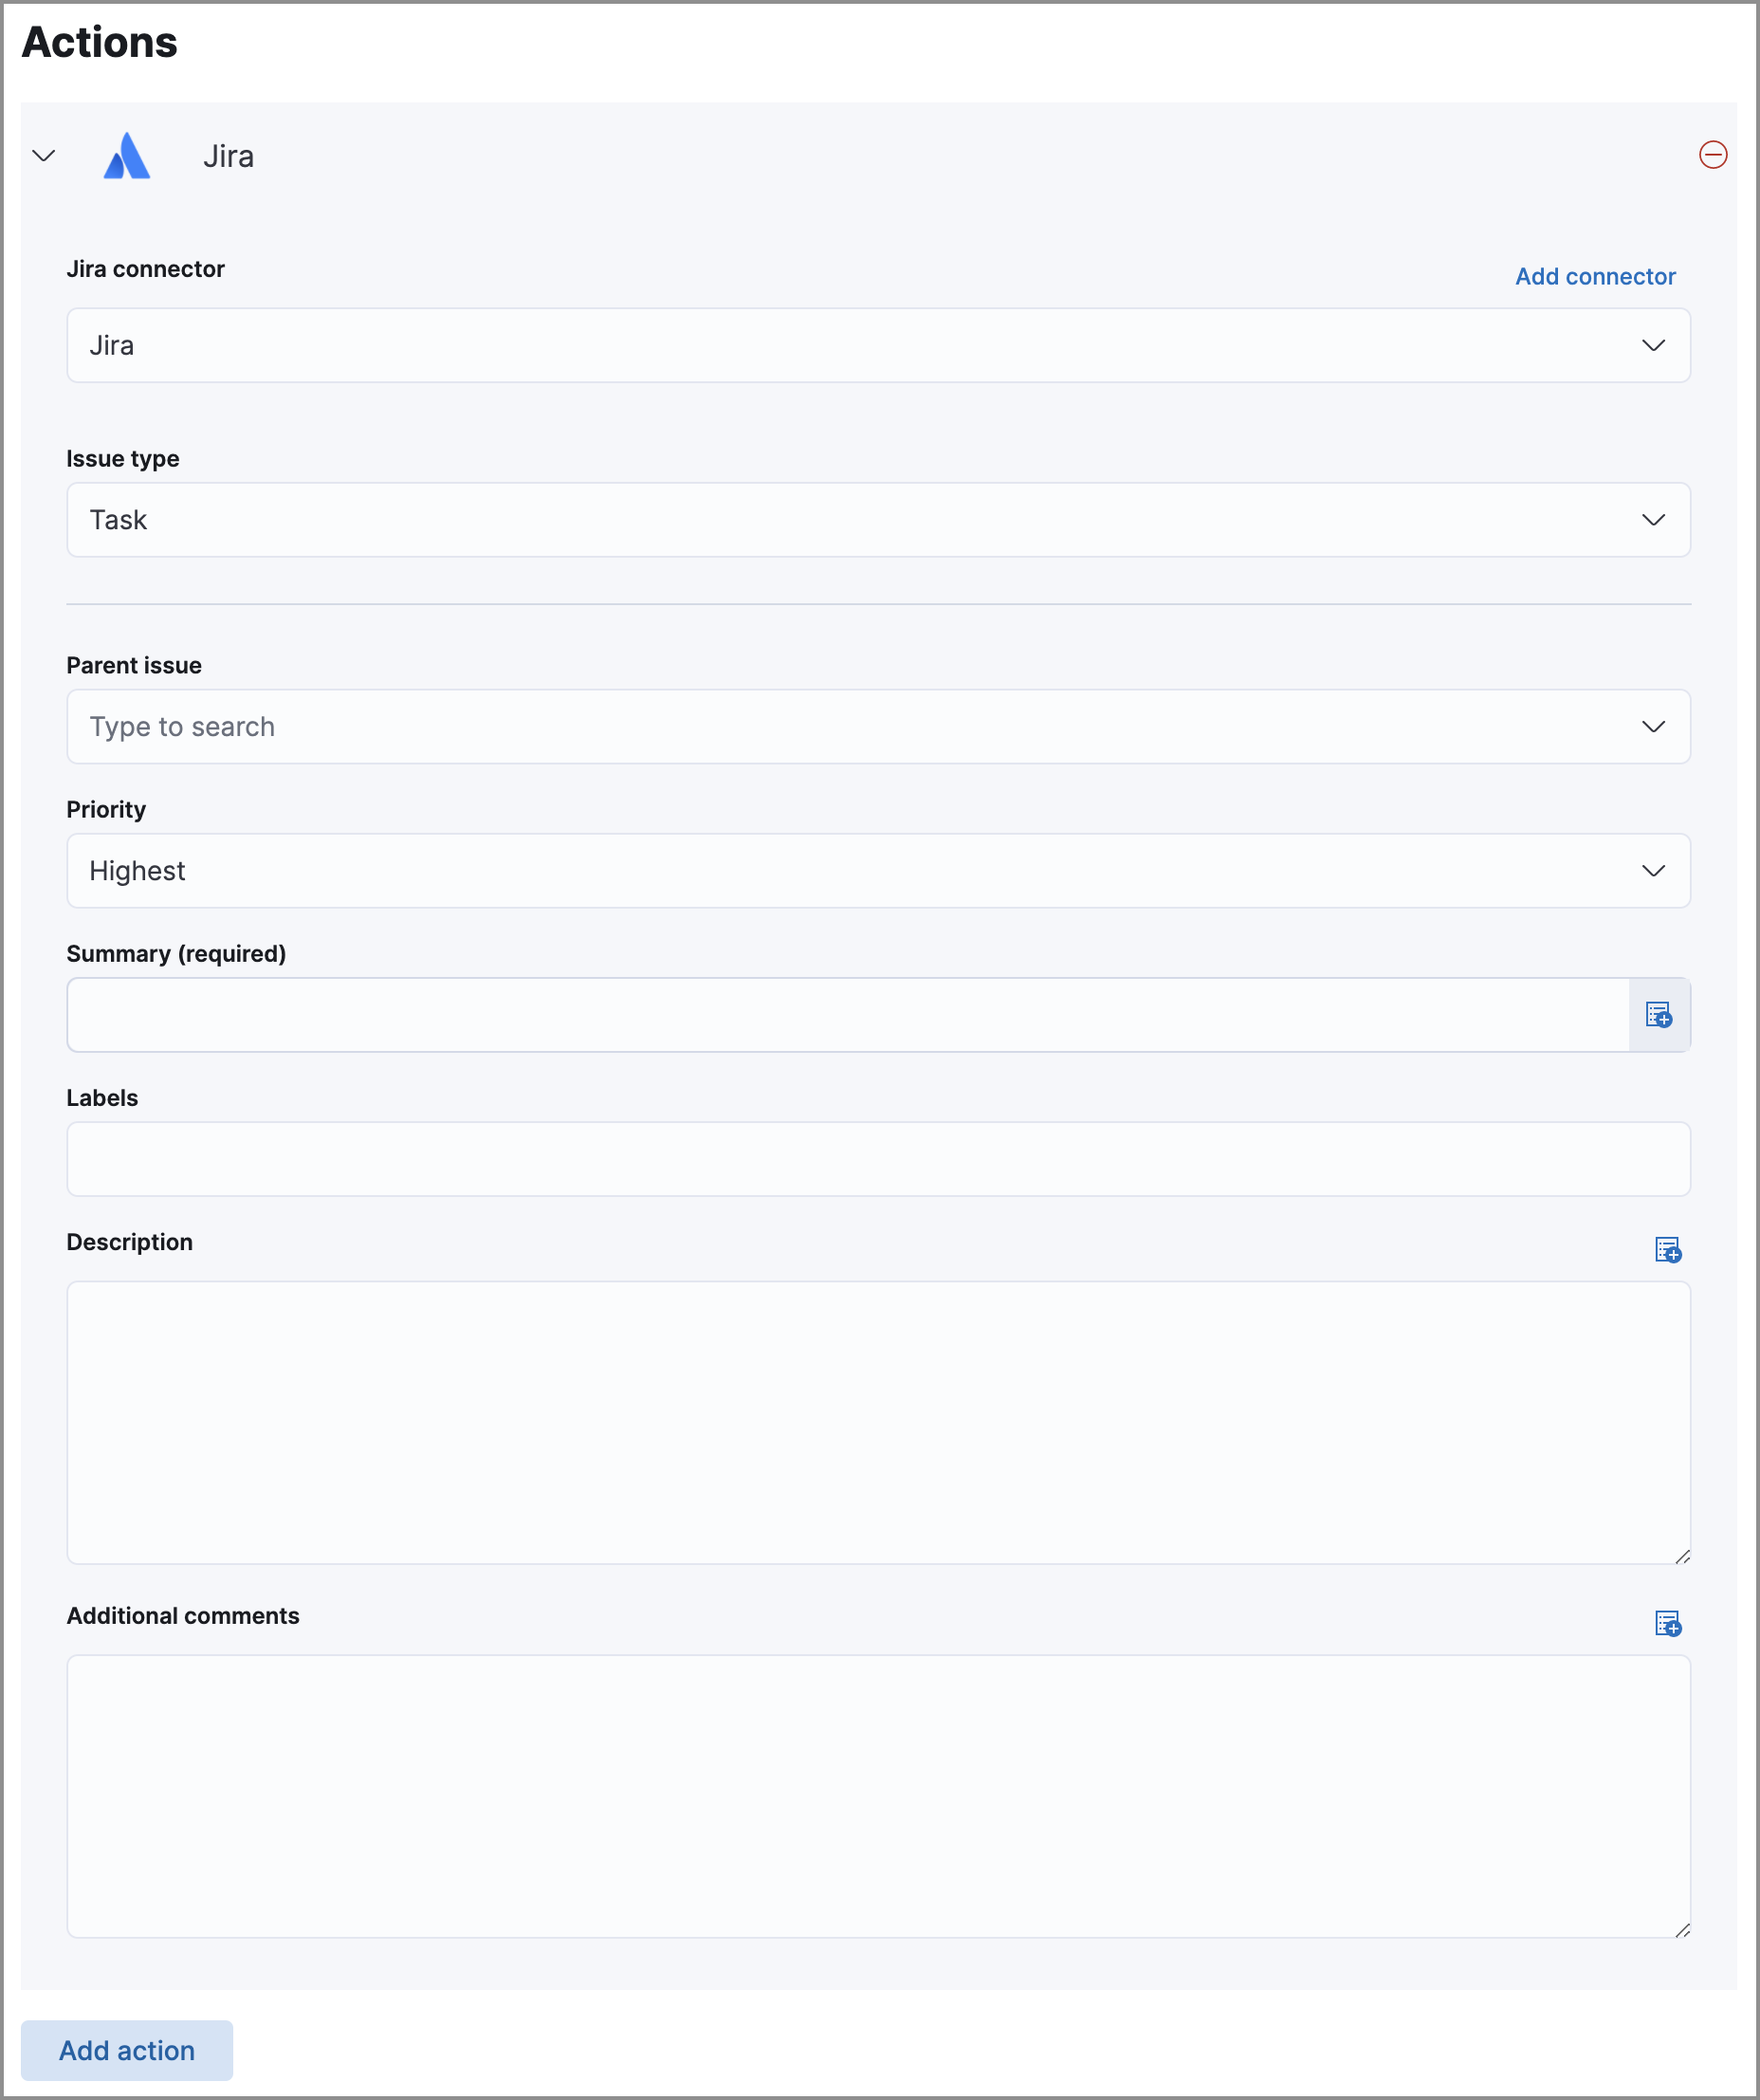 Actions
Jira
Jira connector
Add connector
Jira
Issue type
Task
Parent issue
Type to search
Priority
Highest
Summary (required)
Labels
Description
Additional comments
Add action